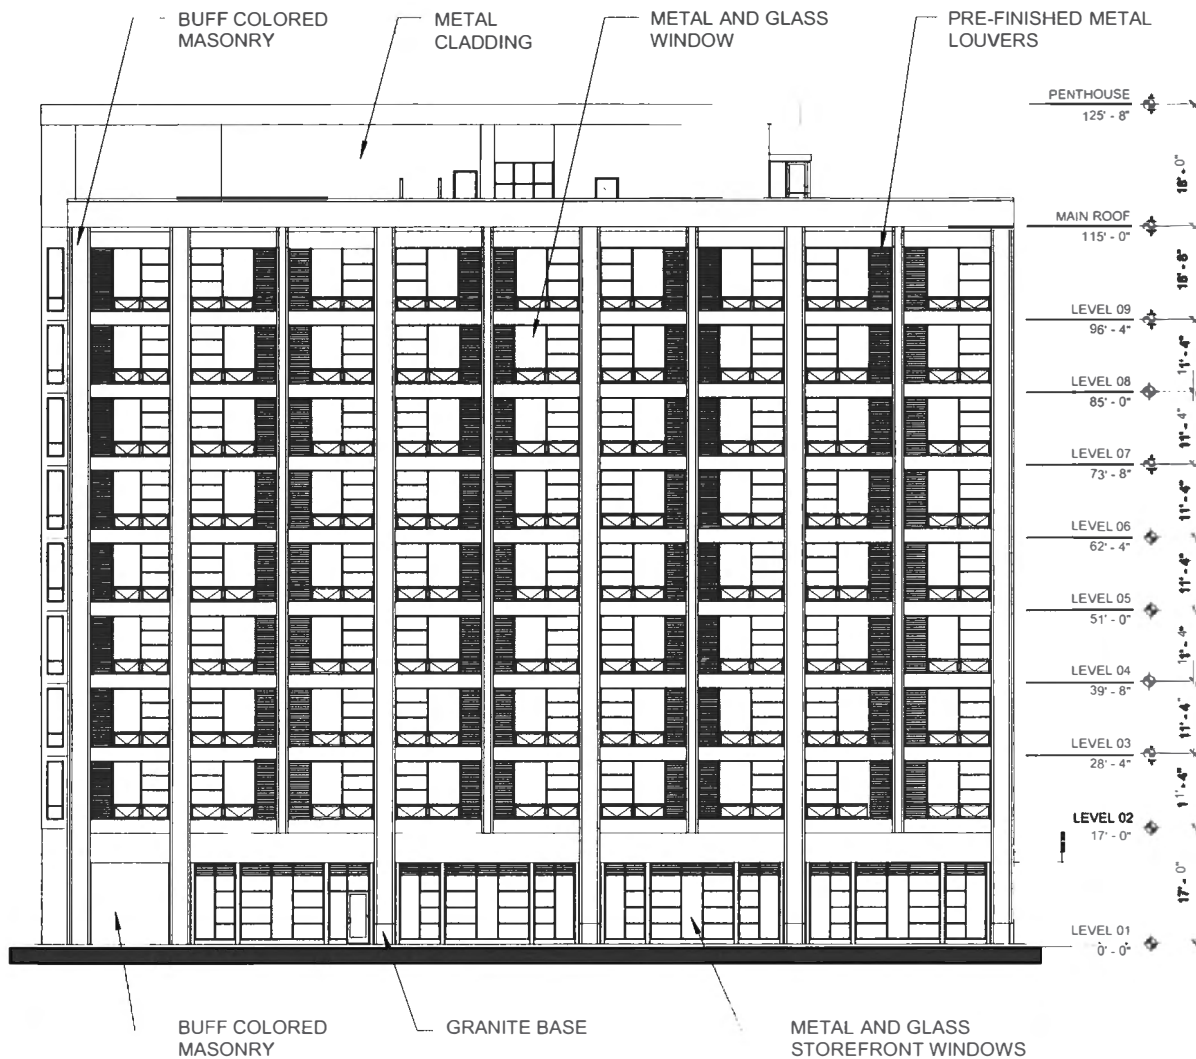 BUFF COLORED
MASONRY
METAL
CLADDING
METAL AND GLASS
WINDOW
PRE-FINISHED METAL
LOUVERS
PENTHOUSE
125' - 8"
18' - 0"
MAIN ROOF
115' - 0"
18' - 8"
LEVEL 09
96' - 4"
11' - 4"
LEVEL 08
85' - 0"
11' - 4"
LEVEL 07
73' - 8"
11' - 4"
LEVEL 06
62' - 4"
11' - 4"
LEVEL 05
51' - 0"
11' - 4"
LEVEL 04
39' - 8"
11' - 4"
LEVEL 03
28' - 4"
11' - 4"
LEVEL 02
17' - 0"
17' - 0"
LEVEL 01
0' - 0"
BUFF COLORED
MASONRY
GRANITE BASE
METAL AND GLASS
STOREFRONT WINDOWS